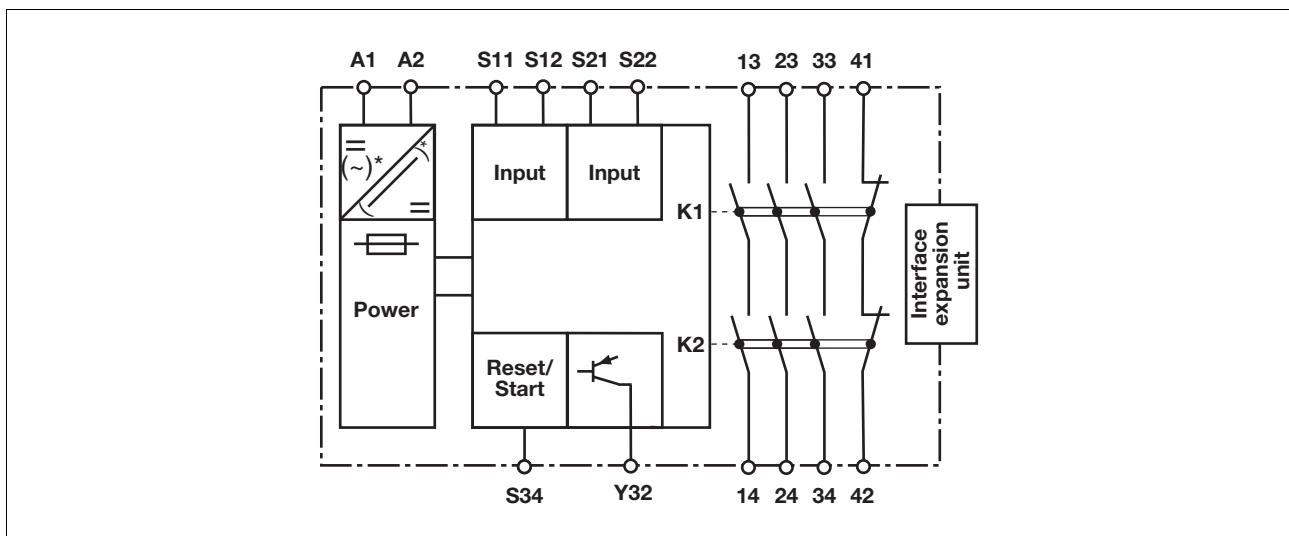 A1 A2 S11 S12 S21 S22 13 23 33 41
=
(~)*
( )*
=
Input Input
K1
Interface
expansion
unit
Power
K2
Reset/
Start
S34 Y32 14 24 34 42